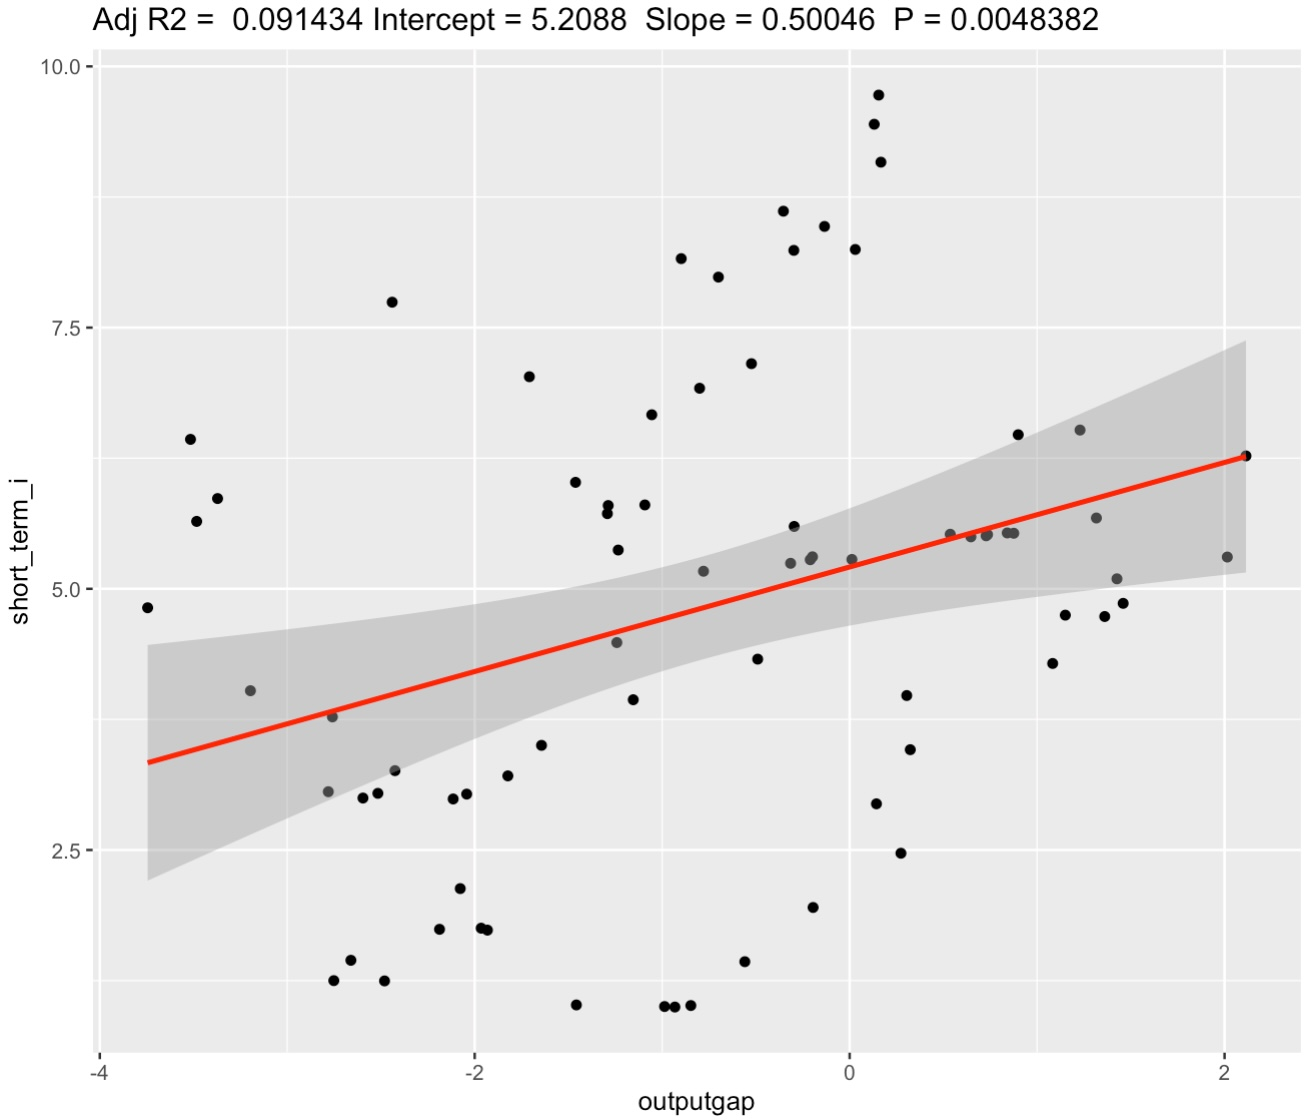 Adj R2 =  0.091434 Intercept = 5.2088  Slope = 0.50046  P = 0.0048382
10.0
7.5
5.0
2.5
short_term_i
-4 -2 0 2
outputgap